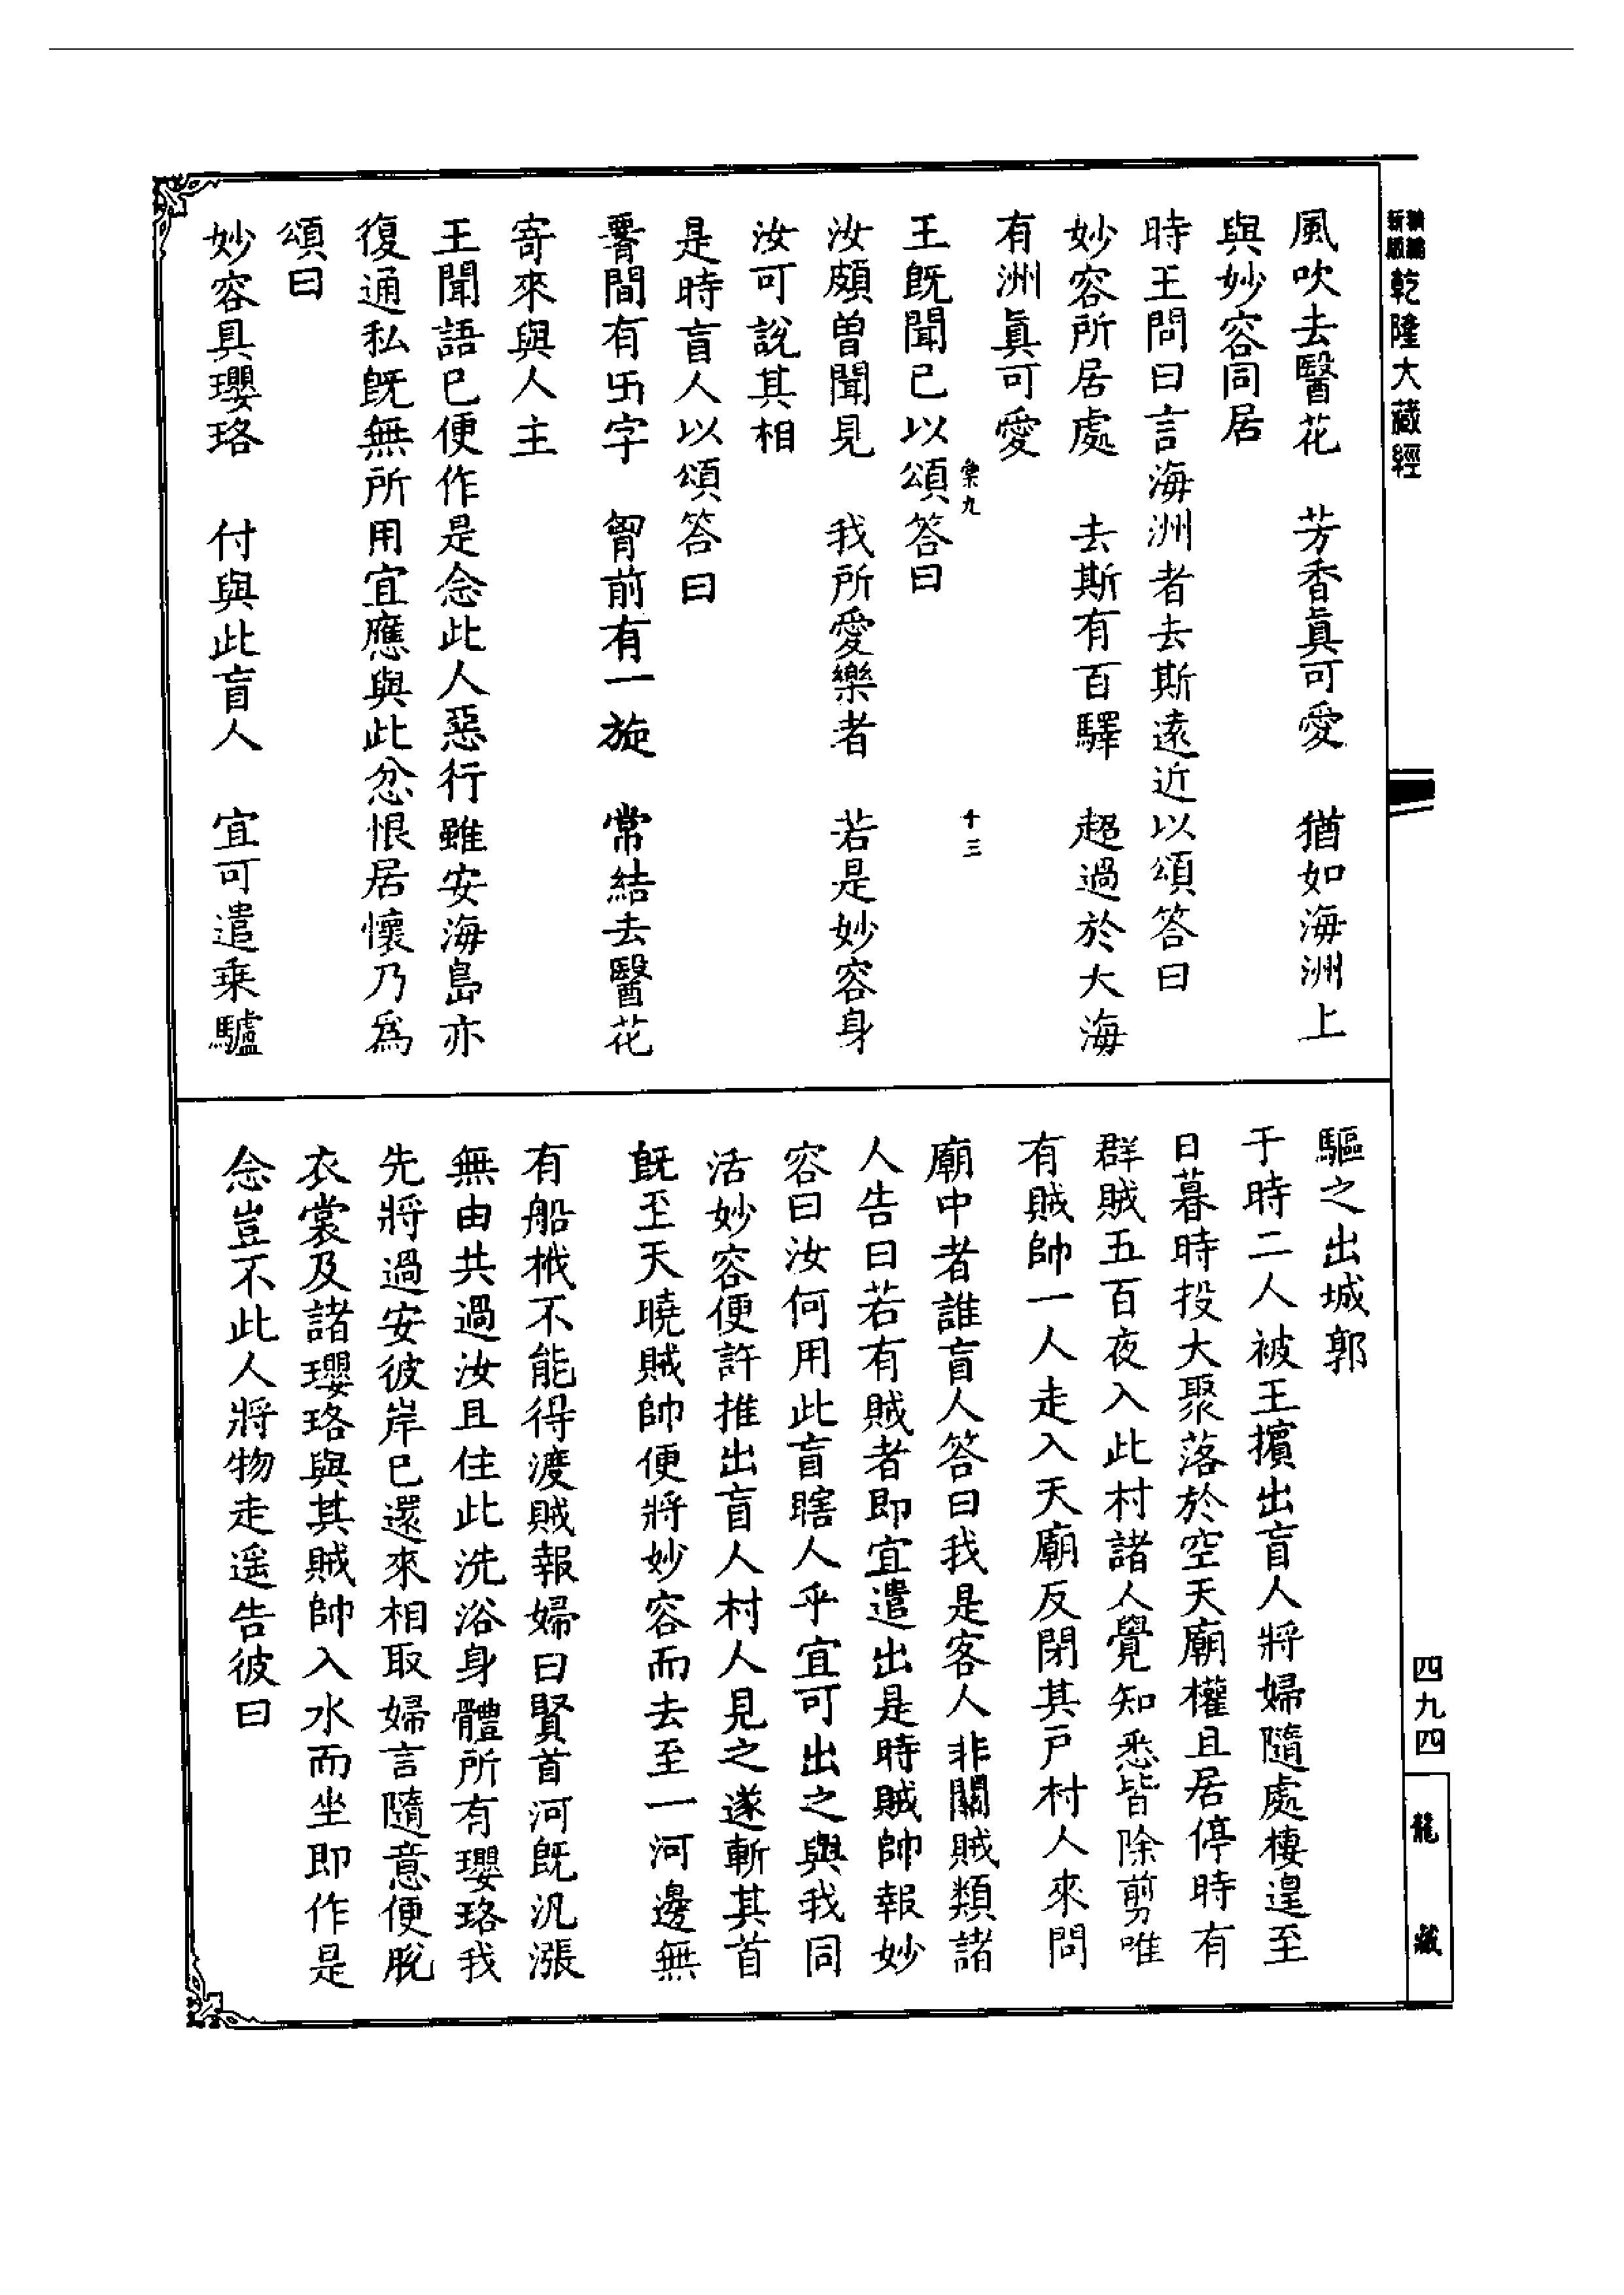 新編縮版乾隆大藏經
風吹去醫花　芳香真可愛　猶如海洲上
與妙容同居
時王問曰言海洲者去斯遠近以頌答曰
妙容所居處　去斯有百驛　超過於大海
有洲真可愛
彙九　十三
王既聞已以頌答曰
汝頗曾聞見　我所愛樂者　若是妙容身
汝可說其相
是時盲人以頌答曰
𦝫間有卐字　胷前有一旋　常結去醫花
寄來與人主
王聞語已便作是念此人惡行雖安海島亦
復通私既無所用宜應與此忿恨居懷乃為
頌曰
妙容具瓔珞　付與此盲人　宜可遣乗驢
驅之出城郭
于時二人被王擯出盲人將婦隨處棲遑至
日暮時投大聚落於空天廟權且居停時有
群賊五百夜入此村諸人覺知悉皆除剪唯
有賊帥一人走入天廟反閉其戸村人來問
廟中者誰盲人答曰我是客人非關賊類諸
人告曰若有賊者即宜遣出是時賊帥報妙
容曰汝何用此盲瞎人乎宜可出之與我同
活妙容便許推出盲人村人見之遂斬其首
既至天曉賊帥便將妙容而去至一河邊無
有船栰不能得渡賊報婦曰賢首河既汎漲
無由共過汝且住此洗浴身體所有瓔珞我
先將過安彼岸已還來相取婦言隨意便脫
衣裳及諸瓔珞與其賊帥入水而坐即作是
念豈不此人將物走遥告彼曰
四九四
龍藏